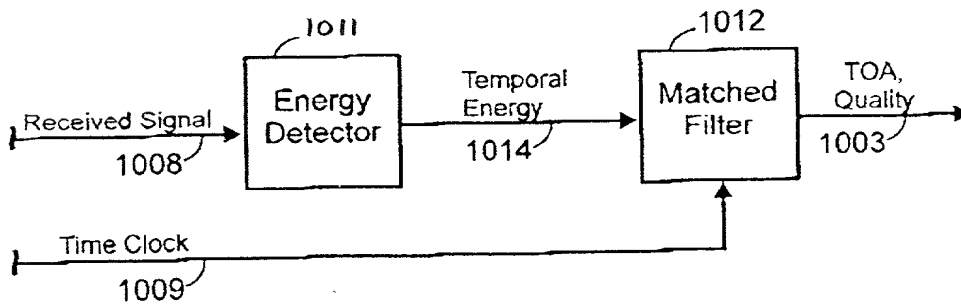 1011
1012
Energy
Detector
Temporal
Energy
Matched
Filter
TOA,
Quality
Received Signal
1008
1014
1003
Time Clock
1009